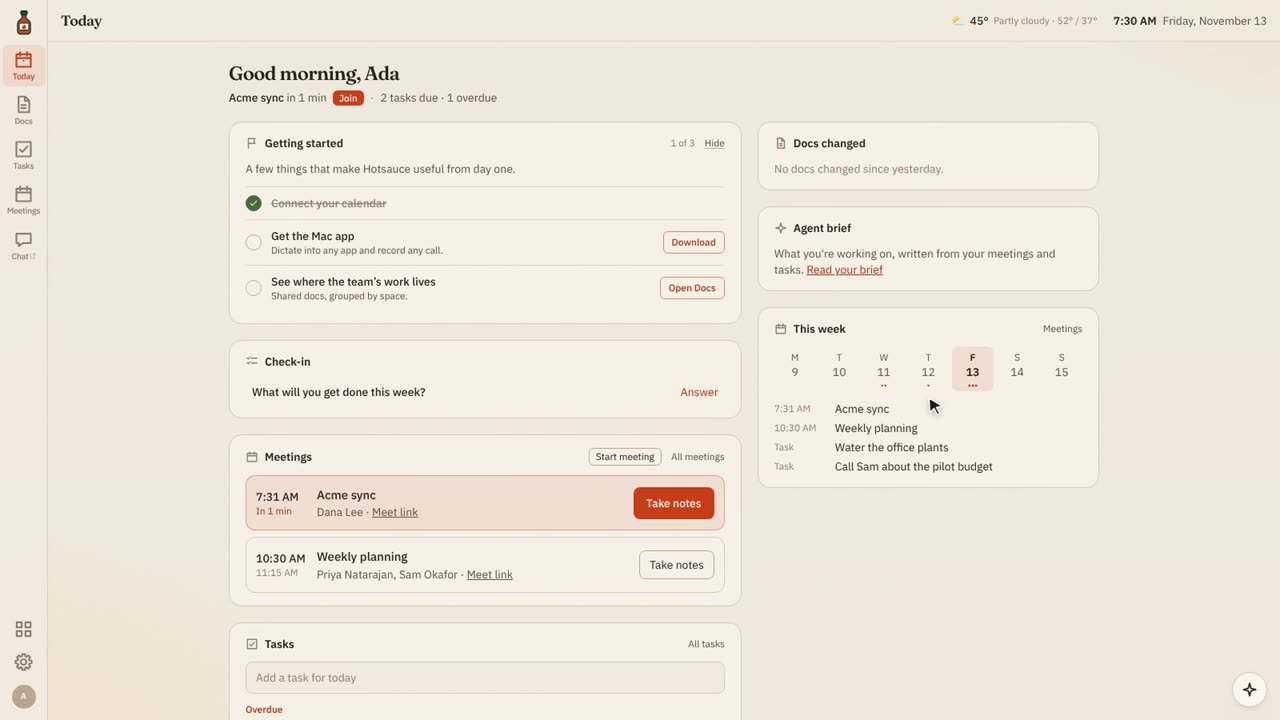 Today
45° Partly cloudy · 52° / 37° 7:30 AM Friday, November 13
Today
Docs
Tasks
Meetings
Chat
A
Good morning, Ada
Acme sync in 1 min Join · 2 tasks due · 1 overdue
Getting started 1 of 3 Hide
A few things that make Hotsauce useful from day one.
Connect your calendar
Get the Mac app
Dictate into any app and record any call.
Download
See where the team's work lives
Shared docs, grouped by space.
Open Docs
Check-in
What will you get done this week? Answer
Meetings Start meeting All meetings
7:31 AM Acme sync
In 1 min Dana Lee · Meet link
Take notes
10:30 AM Weekly planning
11:15 AM Priya Natarajan, Sam Okafor · Meet link
Take notes
Tasks All tasks
Add a task for today
Overdue
Docs changed
No docs changed since yesterday.
Agent brief
What you're working on, written from your meetings and
tasks. Read your brief
This week Meetings
M T W T F S S
9 10 11 12 13 14 15
7:31 AM Acme sync
10:30 AM Weekly planning
Task Water the office plants
Task Call Sam about the pilot budget